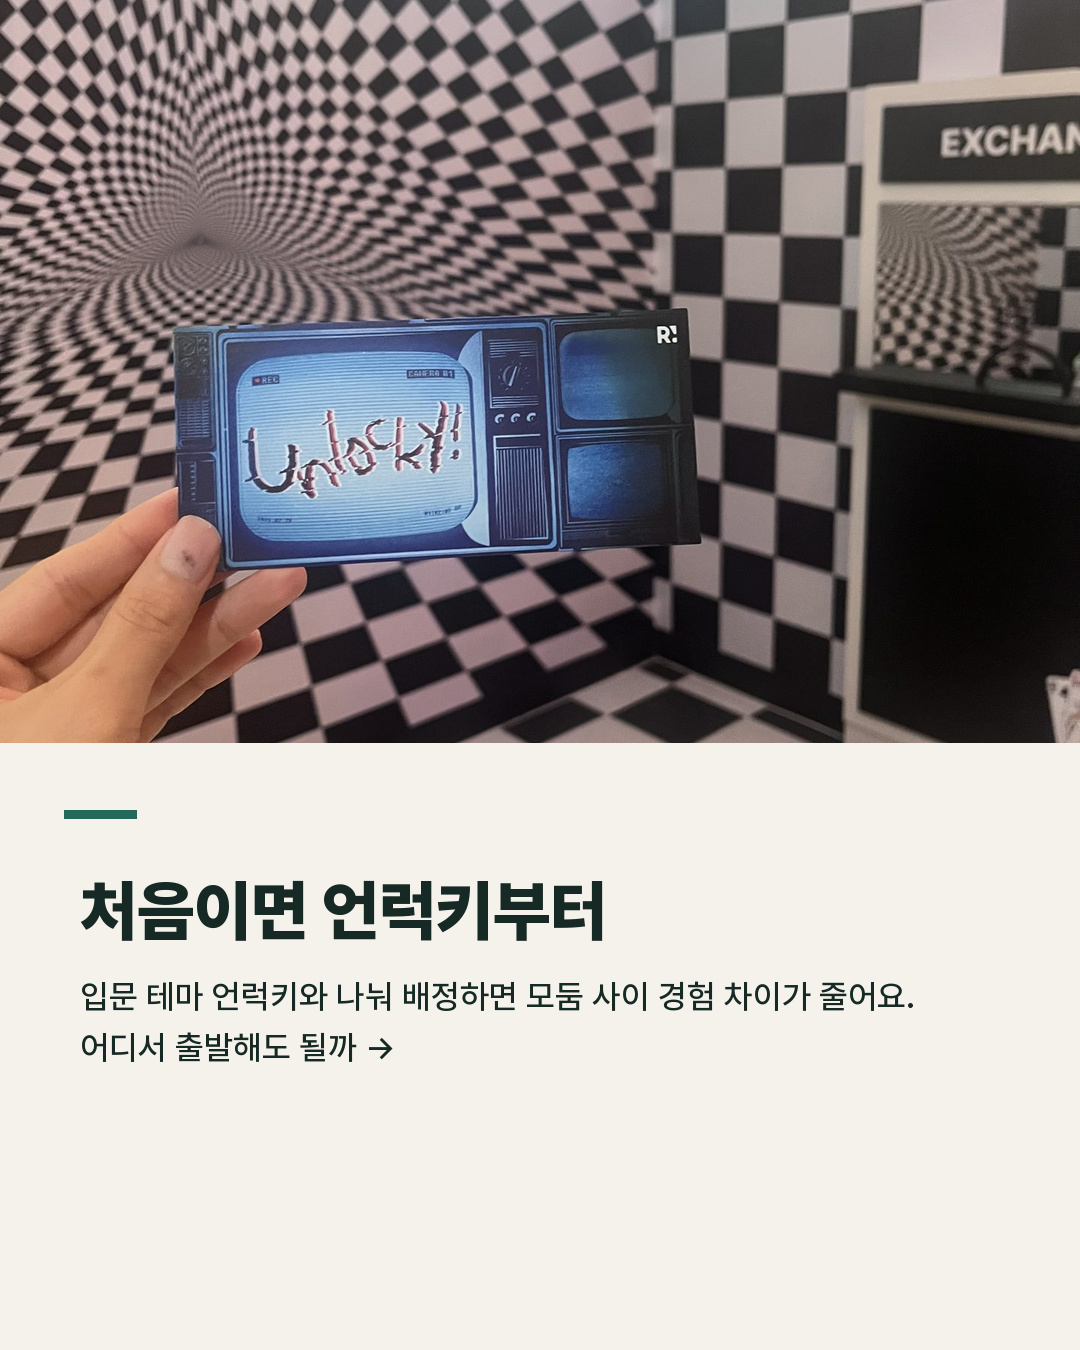 EXCHAN
R!
REC
CAMERA 01
Unlocky!
처음이면 언럭키부터
입문 테마 언럭키와 나눠 배정하면 모둠 사이 경험 차이가 줄어요.
어디서 출발해도 될까 →